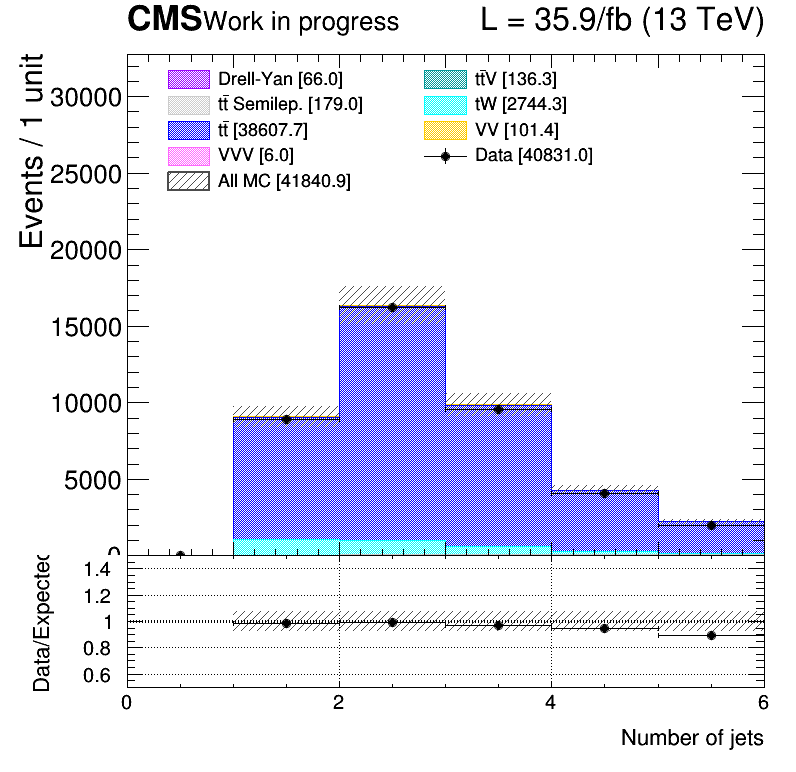 CMS Work in progress L = 35.9/fb (13 TeV)
Events / 1 unit
30000
25000
20000
15000
10000
5000
0
Drell-Yan [66.0]
tt̄ Semilep. [179.0]
tt̄ [38607.7]
VVV [6.0]
All MC [41840.9]
tt̄V [136.3]
tW [2744.3]
VV [101.4]
Data [40831.0]
Data/Expected
1.4
1.2
1
0.8
0.6
0 2 4 6
Number of jets